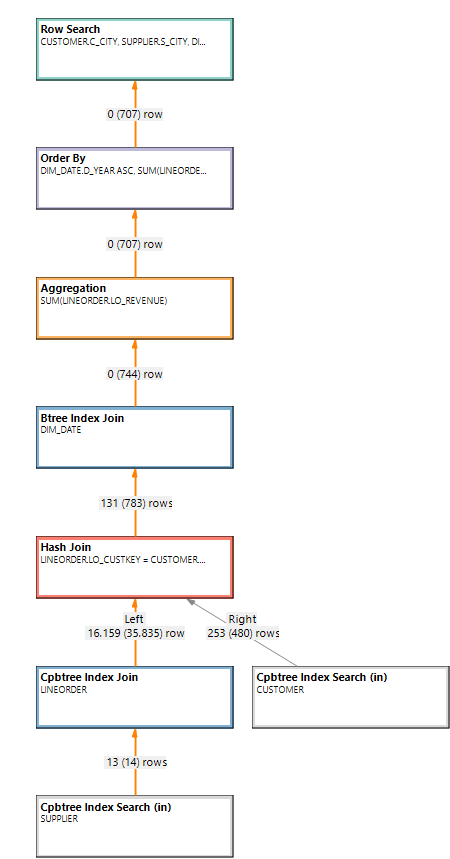 Row Search
CUSTOMER.C_CITY, SUPPLIER.S_CITY, DI...
0 (707) row
Order By
DIM_DATE.D_YEAR ASC, SUM(LINEORDE...
0 (707) row
Aggregation
SUM(LINEORDER.LO_REVENUE)
0 (744) row
Btree Index Join
DIM_DATE
131 (783) rows
Hash Join
LINEORDER.LO_CUSTKEY = CUSTOMER....
Left
16.159 (35.835) row
Right
253 (480) rows
Cpbtree Index Join
LINEORDER
Cpbtree Index Search (in)
CUSTOMER
13 (14) rows
Cpbtree Index Search (in)
SUPPLIER